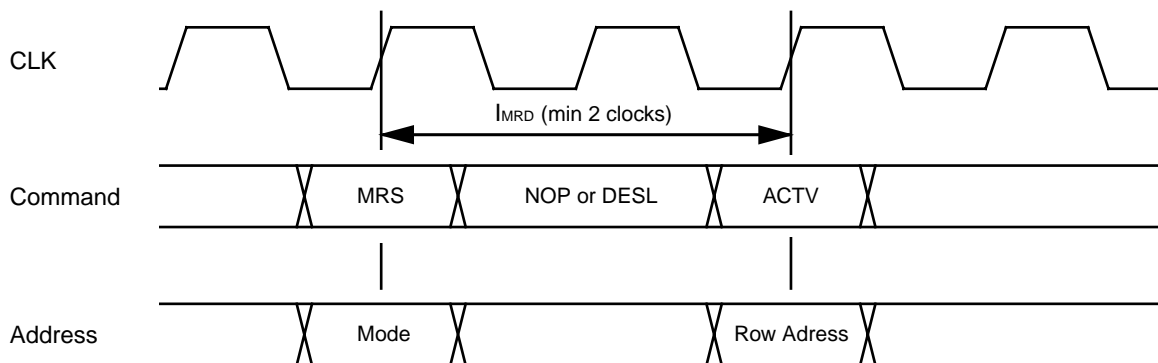 CLK
IMRD (min 2 clocks)
Command MRS NOP or DESL ACTV
Address Mode Row Adress